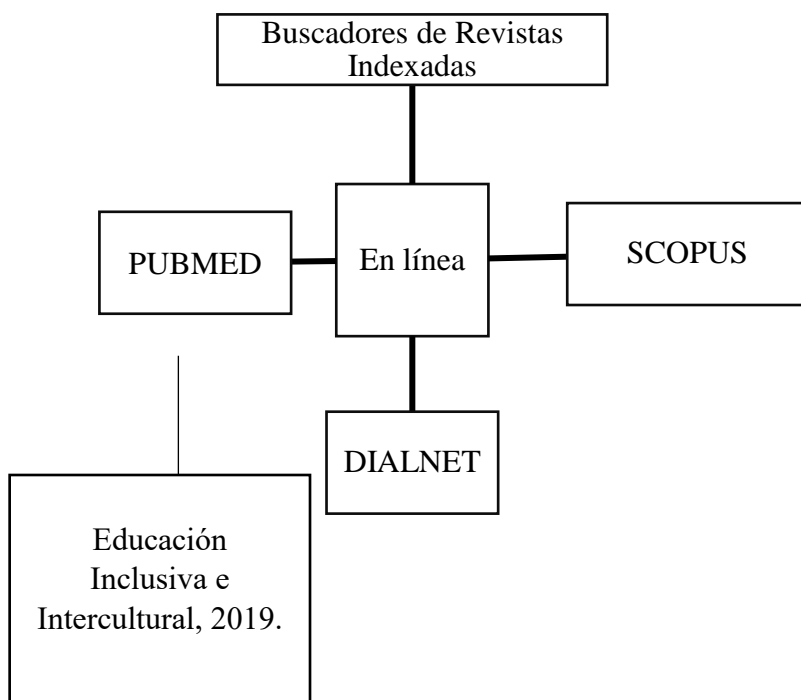 Buscadores de Revistas
Indexadas
PUBMED
En línea
SCOPUS
DIALNET
Educación
Inclusiva e
Intercultural, 2019.